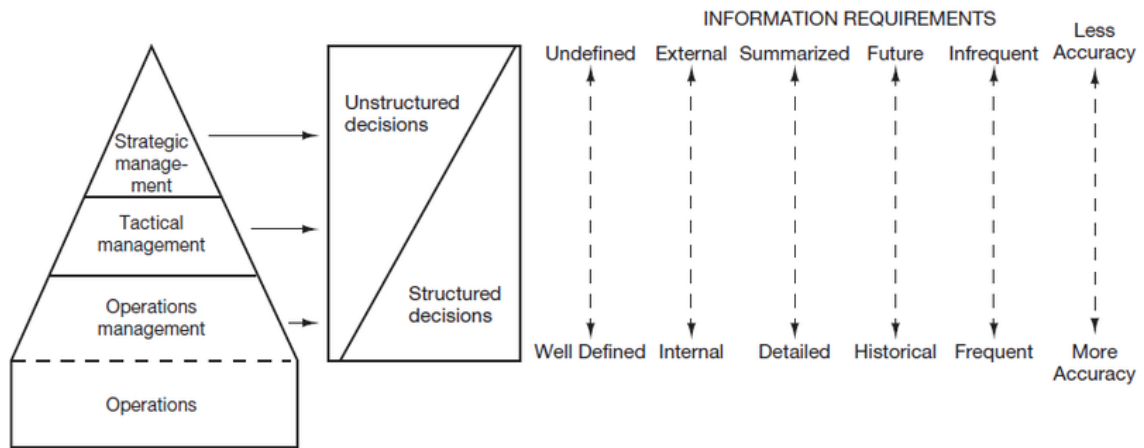 INFORMATION REQUIREMENTS
Undefined External Summarized Future Infrequent Less
Accuracy
Unstructured
decisions
Strategic
manage-
ment
Tactical
management
Operations
management
Structured
decisions
Well Defined Internal Detailed Historical Frequent More
Accuracy
Operations